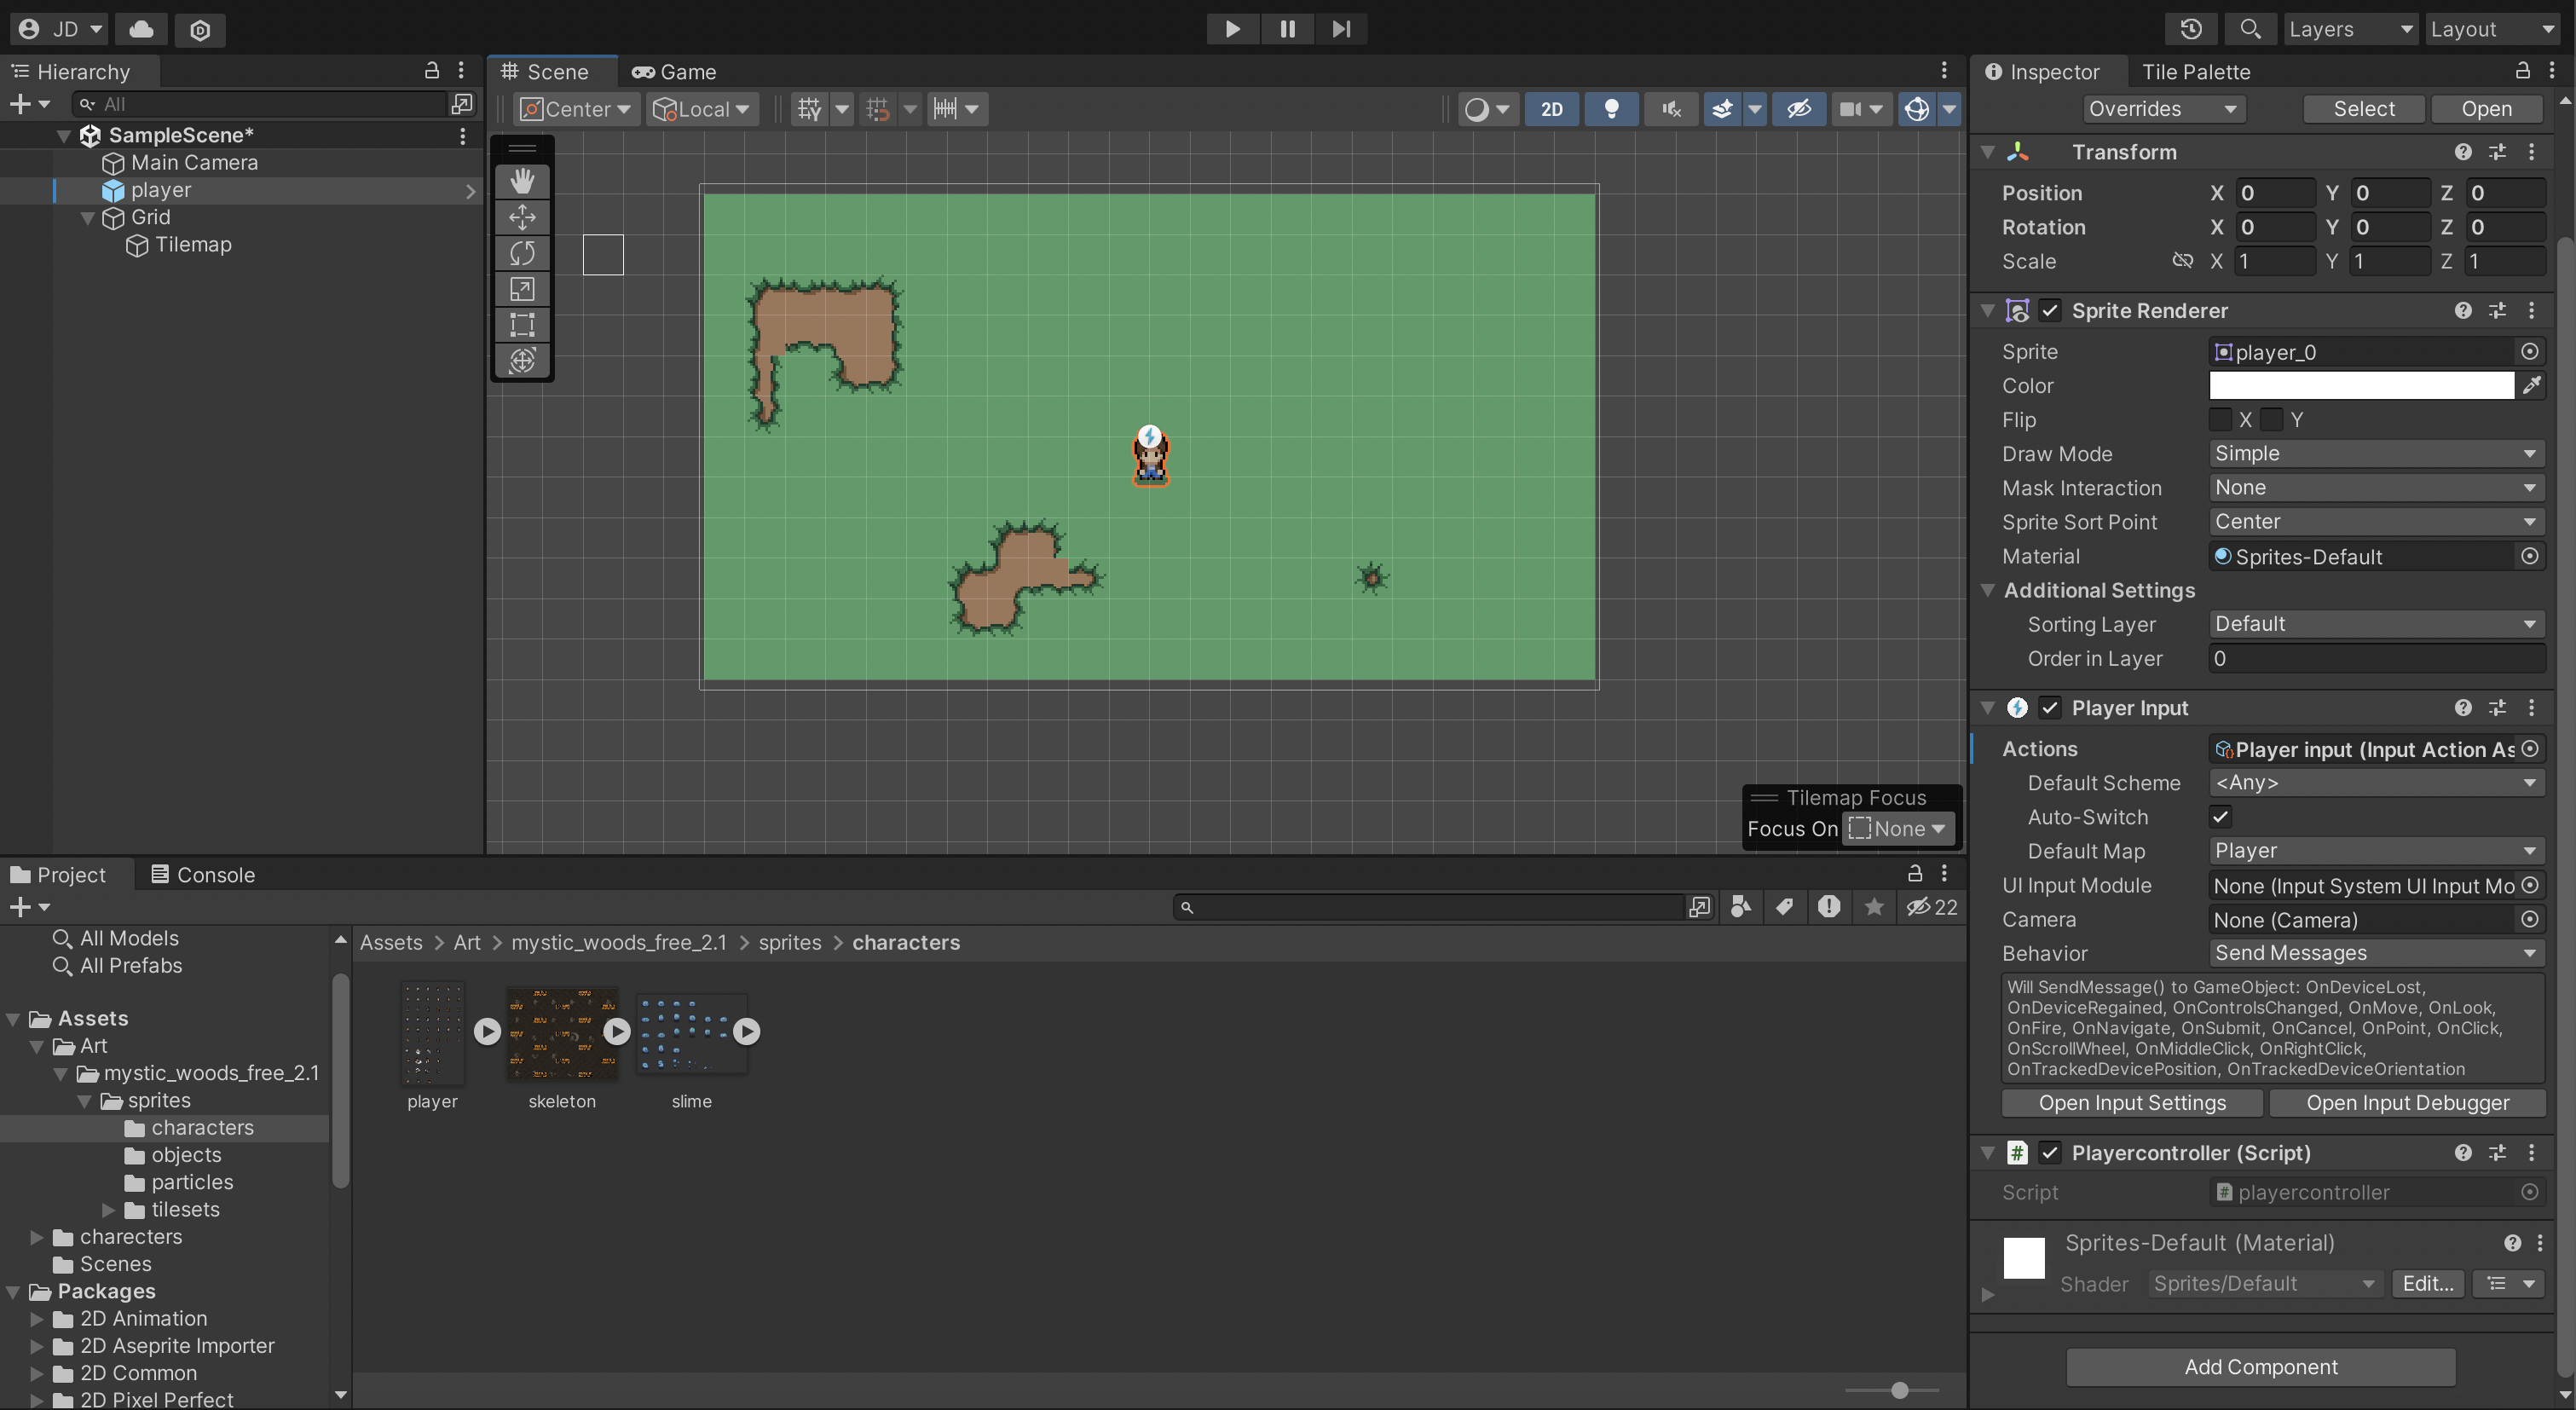 JD
Layers
Layout
Hierarchy
All
SampleScene*
Main Camera
player
Grid
Tilemap
Scene
Game
Center
Local
2D
Tilemap Focus
Focus On
None
Inspector
Tile Palette
Overrides
Select
Open
Transform
Position X 0 Y 0 Z 0
Rotation X 0 Y 0 Z 0
Scale X 1 Y 1 Z 1
Sprite Renderer
Sprite player_0
Color
Flip X Y
Draw Mode Simple
Mask Interaction None
Sprite Sort Point Center
Material Sprites-Default
Additional Settings
Sorting Layer Default
Order in Layer 0
Player Input
Actions Player input (Input Action As
Default Scheme <Any>
Auto-Switch
Default Map Player
UI Input Module None (Input System UI Input Mo
Camera None (Camera)
Behavior Send Messages
Will SendMessage() to GameObject: OnDeviceLost,
OnDeviceRegained, OnControlsChanged, OnMove, OnLook,
OnFire, OnNavigate, OnSubmit, OnCancel, OnPoint, OnClick,
OnScrollWheel, OnMiddleClick, OnRightClick,
OnTrackedDevicePosition, OnTrackedDeviceOrientation
Open Input Settings
Open Input Debugger
Playercontroller (Script)
Script # playercontroller
Sprites-Default (Material)
Shader Sprites/Default Edit...
Add Component
Project
Console
22
All Models
All Prefabs
Assets
Art
mystic_woods_free_2.1
sprites
characters
objects
particles
tilesets
charecters
Scenes
Packages
2D Animation
2D Aseprite Importer
2D Common
2D Pixel Perfect
Assets > Art > mystic_woods_free_2.1 > sprites > characters
player
skeleton
slime